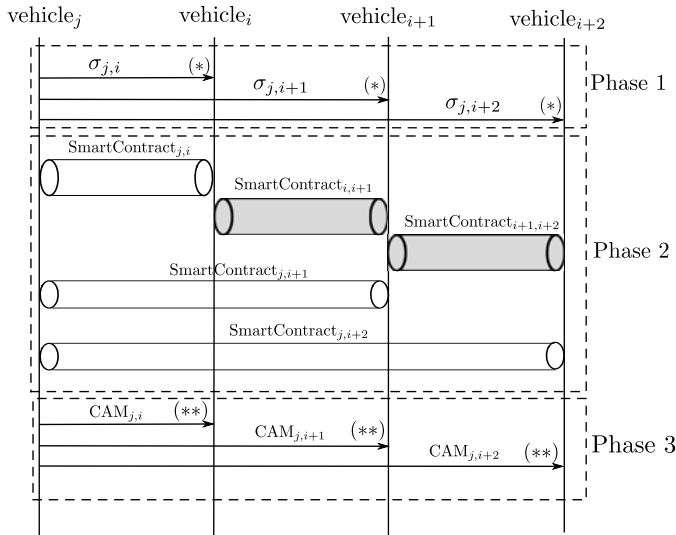 vehicle_j vehicle_i vehicle_{i+1} vehicle_{i+2}
σ_{j,i} (*)
σ_{j,i+1} (*)
σ_{j,i+2} (*)
Phase 1
SmartContract_{j,i}
SmartContract_{i,i+1}
SmartContract_{i+1,i+2}
Phase 2
SmartContract_{j,i+1}
SmartContract_{j,i+2}
CAM_{j,i} (**)
CAM_{j,i+1} (**)
CAM_{j,i+2} (**)
Phase 3